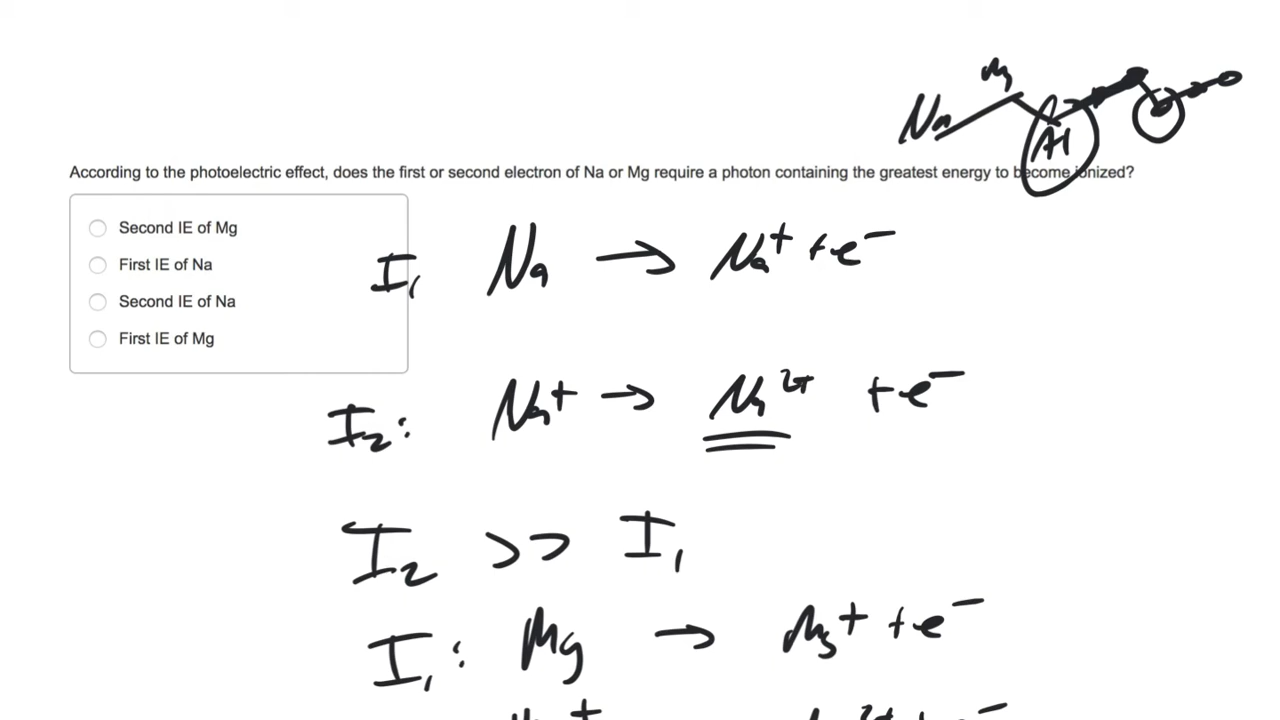 Na Mg Al
According to the photoelectric effect, does the first or second electron of Na or Mg require a photon containing the greatest energy to become ionized?
Second IE of Mg
First IE of Na
Second IE of Na
First IE of Mg
I₁ Na → Na⁺ + e⁻
I₂: Na⁺ → Na²⁺ + e⁻
I₂ >> I₁
I₁: Mg → Mg⁺ + e⁻